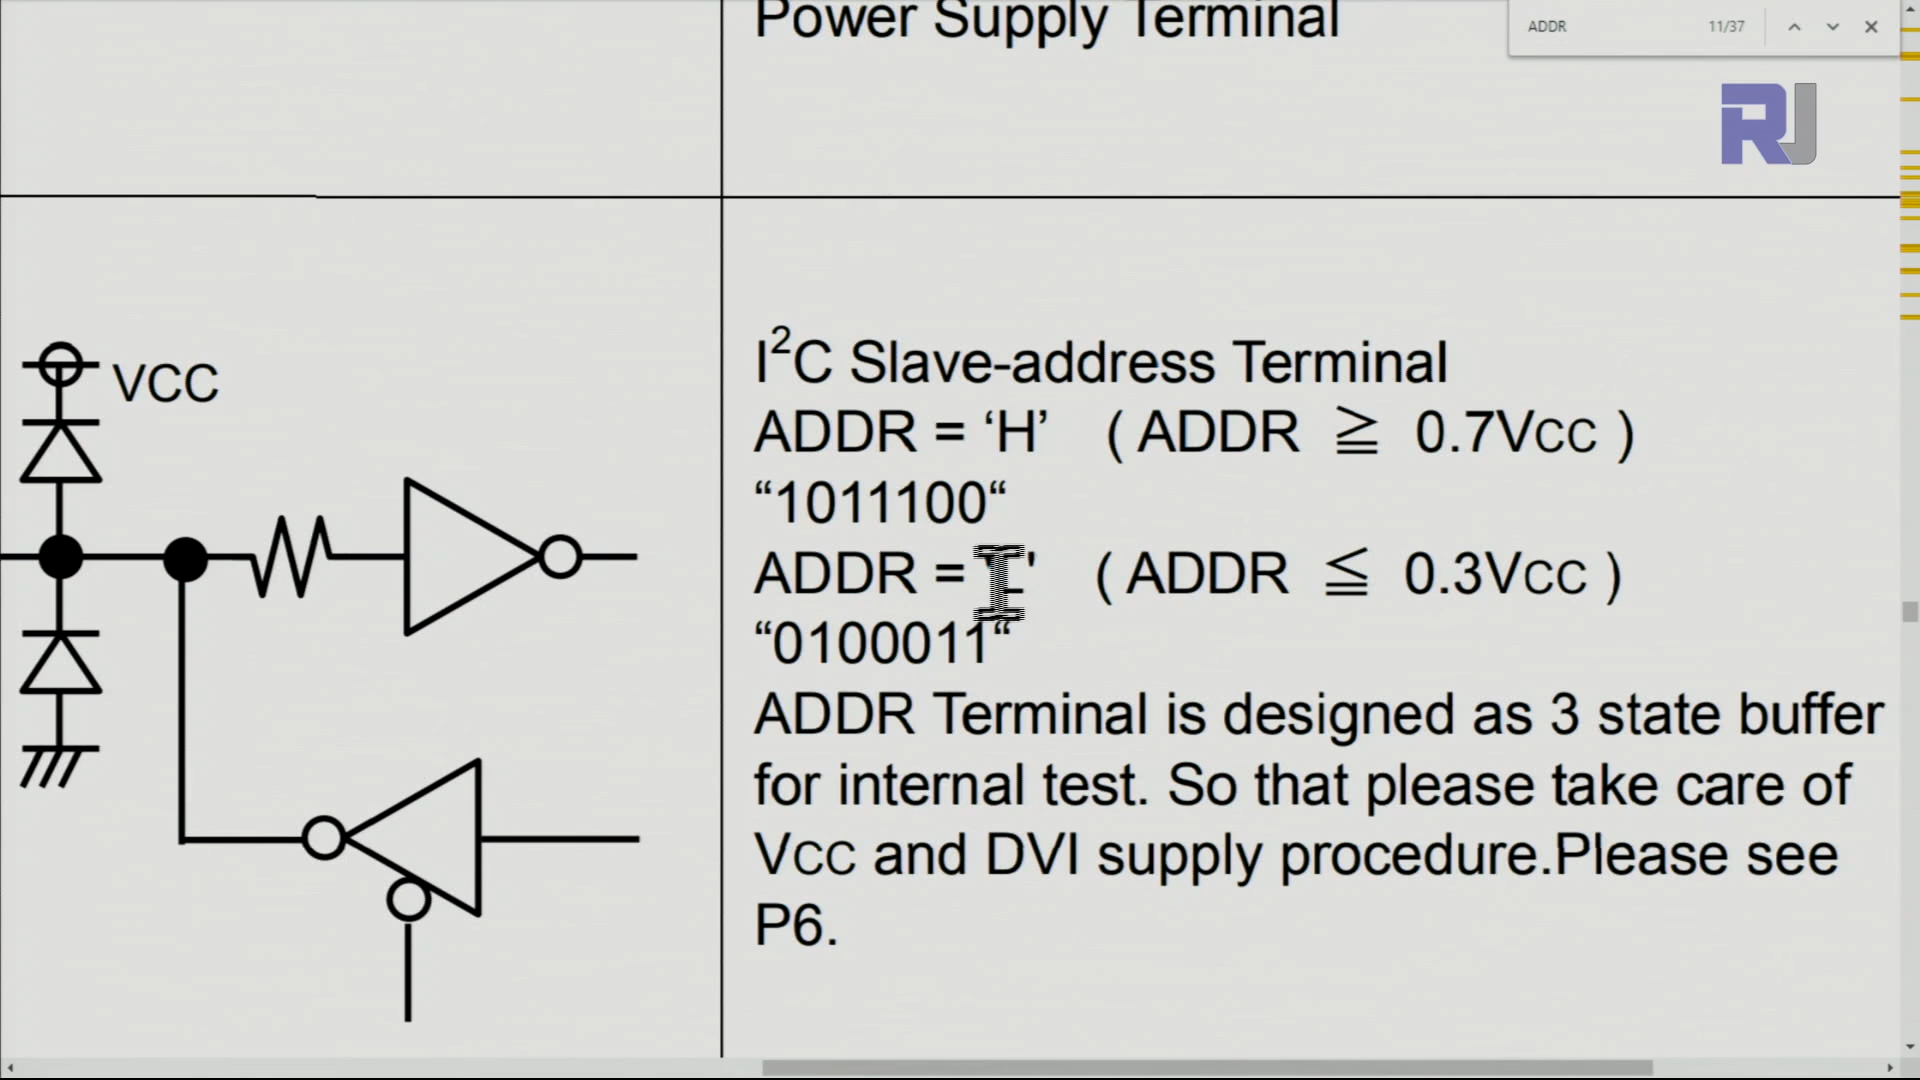 Power Supply Terminal
ADDR 11/37
RJ
VCC
I²C Slave-address Terminal
ADDR = ‘H’ ( ADDR ≧ 0.7VCC )
“1011100“
ADDR = 'L' ( ADDR ≦ 0.3VCC )
“0100011“
ADDR Terminal is designed as 3 state buffer
for internal test. So that please take care of
VCC and DVI supply procedure.Please see
P6.